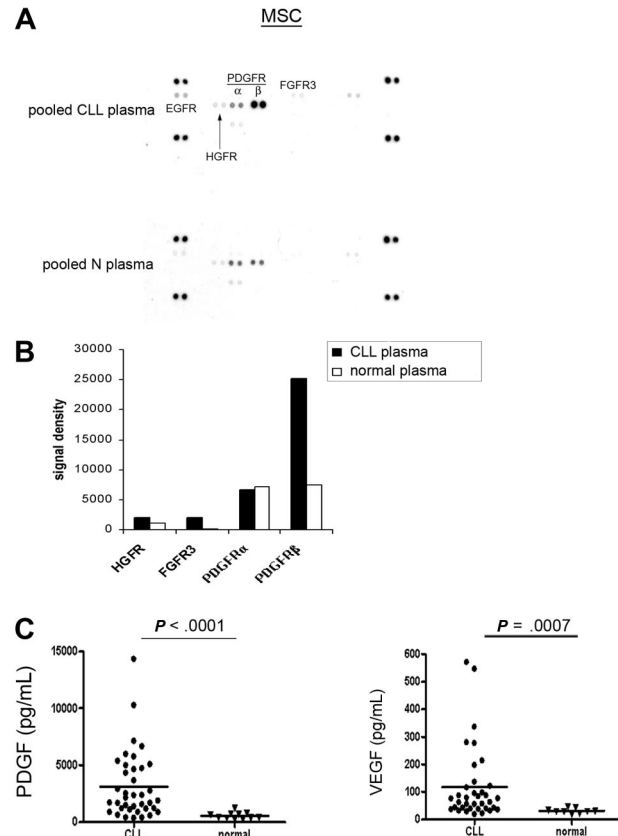 A
MSC
pooled CLL plasma
EGFR
PDGFR
α β
FGFR3
HGFR
pooled N plasma
B
signal density
30000
25000
20000
15000
10000
5000
0
HGFR
FGFR3
PDGFRα
PDGFRβ
CLL plasma
normal plasma
C
P < .0001
PDGF (pg/mL)
15000
10000
5000
0
CLL
normal
P = .0007
VEGF (pg/mL)
600
500
400
300
200
100
0
CLL
normal